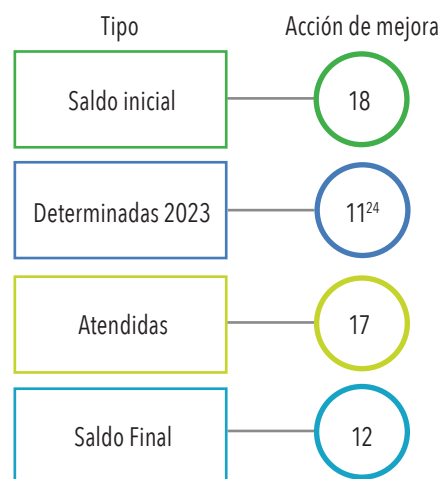 Tipo Acción de mejora
Saldo inicial 18
Determinadas 2023 11²⁴
Atendidas 17
Saldo Final 12